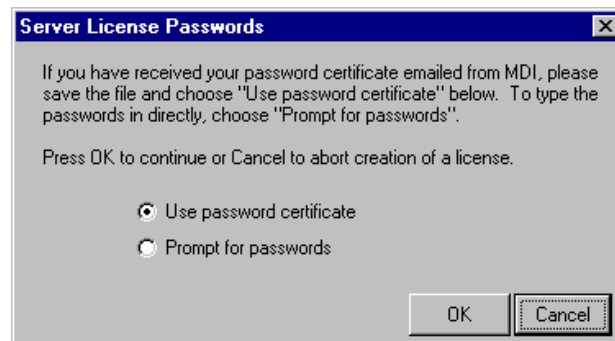 Server License Passwords
If you have received your password certificate emailed from MDI, please
save the file and choose "Use password certificate" below.  To type the
passwords in directly, choose "Prompt for passwords".
Press OK to continue or Cancel to abort creation of a license.
Use password certificate
Prompt for passwords
OK
Cancel